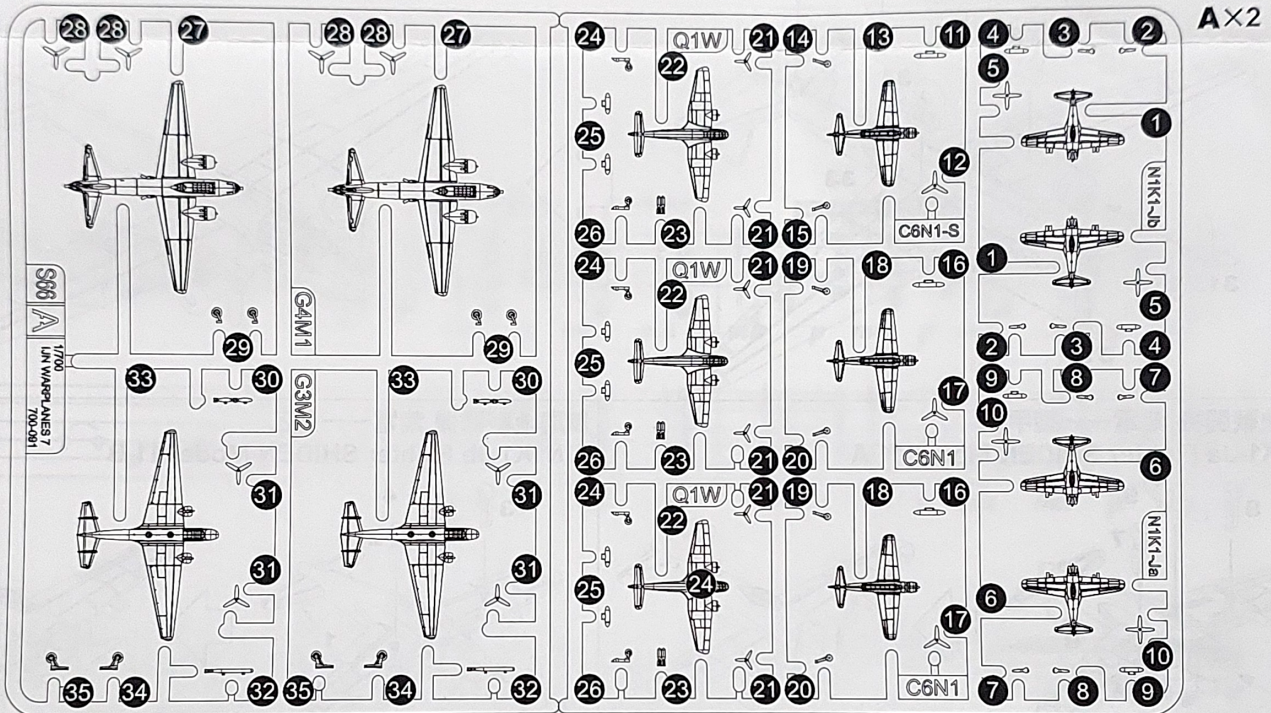 A×2
28 28 27 28 28 27 24 Q1W 21 14 13 11 4 3 2
22 5
25 1
12
N1K1-Jb
26 23 21 15 C6N1-S
24 Q1W 21 19 18 16 1
22 5
S66 A
1/700
IJN WARPLANES 7
700-091
G4M1
29 29 25 2 3 4
33 30 33 30 9 8 7
G3M2
17 10
26 23 21 20 C6N1 6
31 31 24 Q1W 21 19 18 16
22
N1K1-Ja
31 31 25 24 6
17
10
35 34 32 35 34 32 26 23 21 20 C6N1 7 8 9